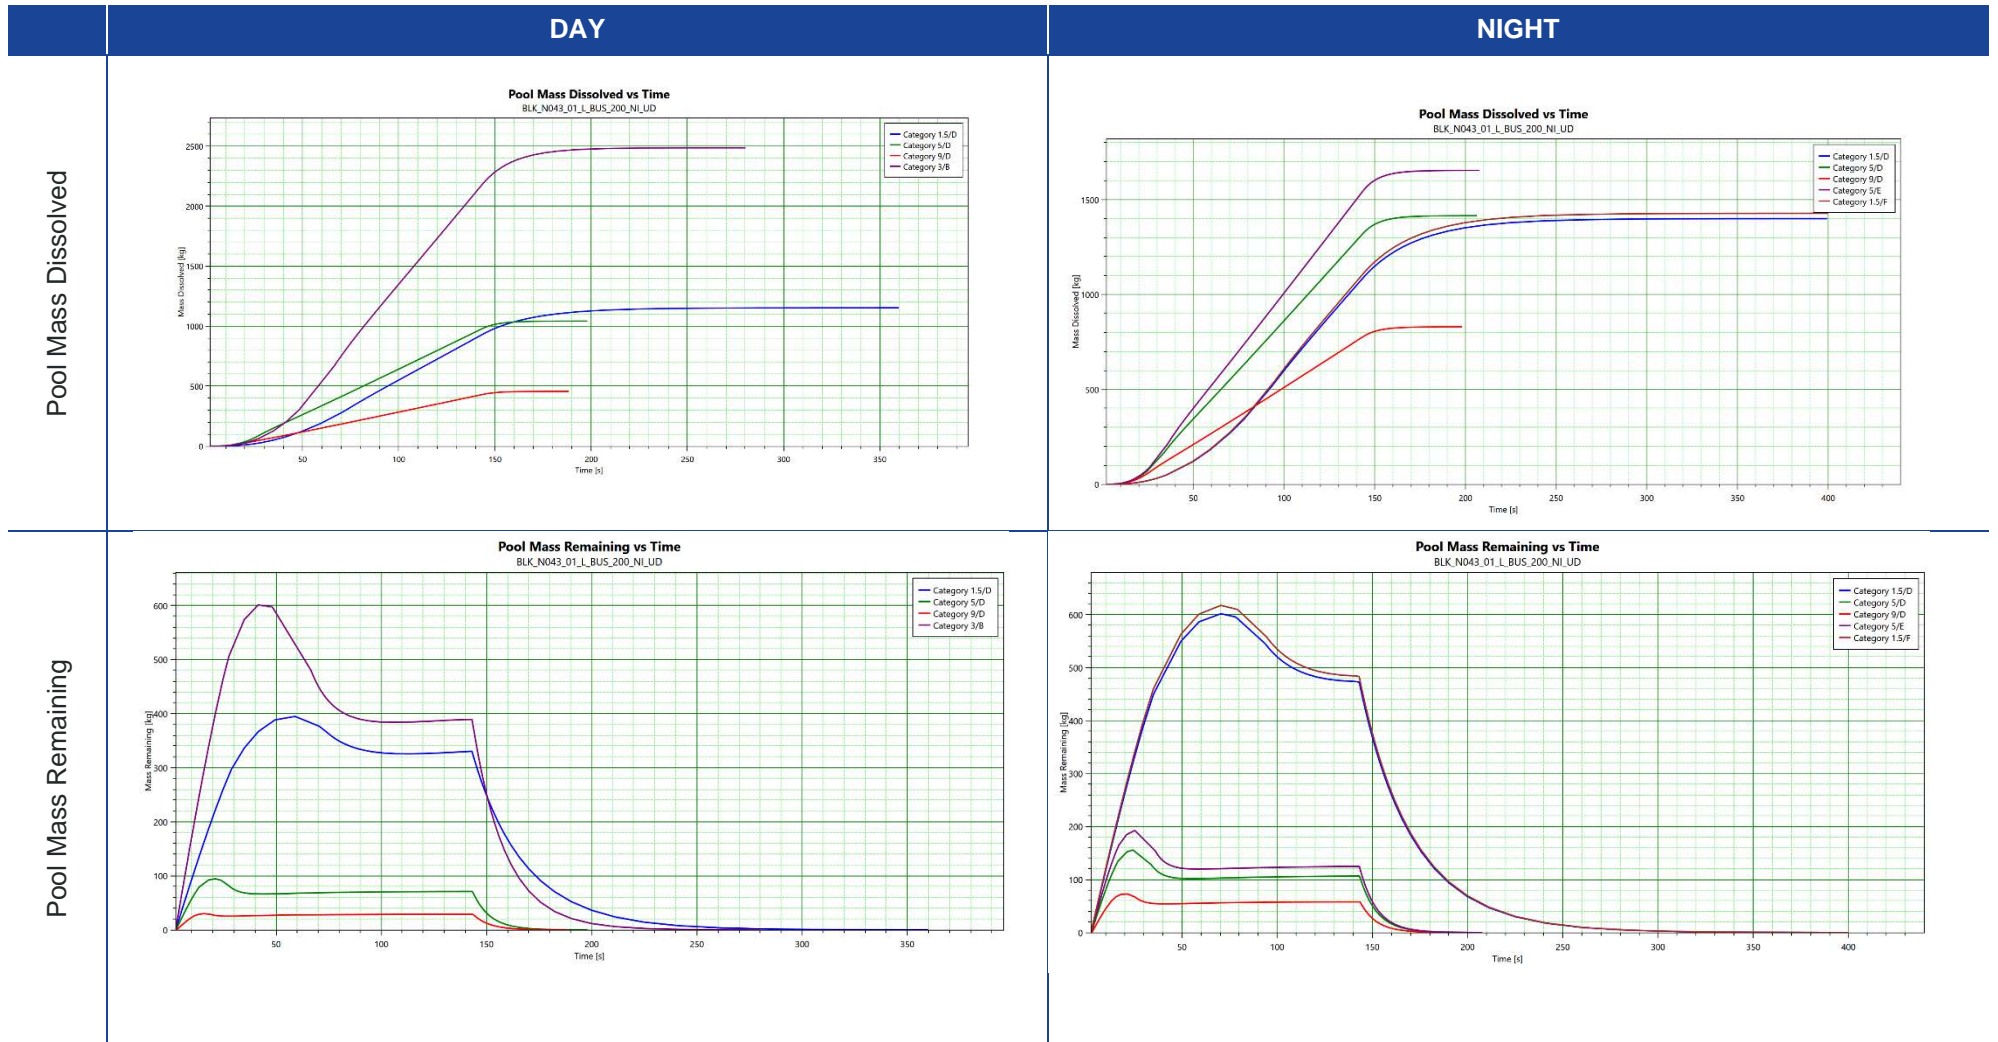 DAY
NIGHT
Pool Mass Dissolved
Pool Mass Dissolved vs Time
BLK_N043_01_L_BUS_200_NI_UD
Category 1.5/D
Category 5/D
Category 9/D
Category 3/B
Mass Dissolved [kg]
2500
2000
1500
1000
500
0
50 100 150 200 250 300 350
Time [s]
Pool Mass Dissolved vs Time
BLK_N043_01_L_BUS_200_NI_UD
Category 1.5/D
Category 5/D
Category 9/D
Category 5/E
Category 1.5/F
Mass Dissolved [kg]
1500
1000
500
0
50 100 150 200 250 300 350 400
Time [s]
Pool Mass Remaining
Pool Mass Remaining vs Time
BLK_N043_01_L_BUS_200_NI_UD
Category 1.5/D
Category 5/D
Category 9/D
Category 3/B
Mass Remaining [kg]
600
500
400
300
200
100
0
50 100 150 200 250 300 350
Time [s]
Pool Mass Remaining vs Time
BLK_N043_01_L_BUS_200_NI_UD
Category 1.5/D
Category 5/D
Category 9/D
Category 5/E
Category 1.5/F
Mass Remaining [kg]
600
500
400
300
200
100
0
50 100 150 200 250 300 350 400
Time [s]